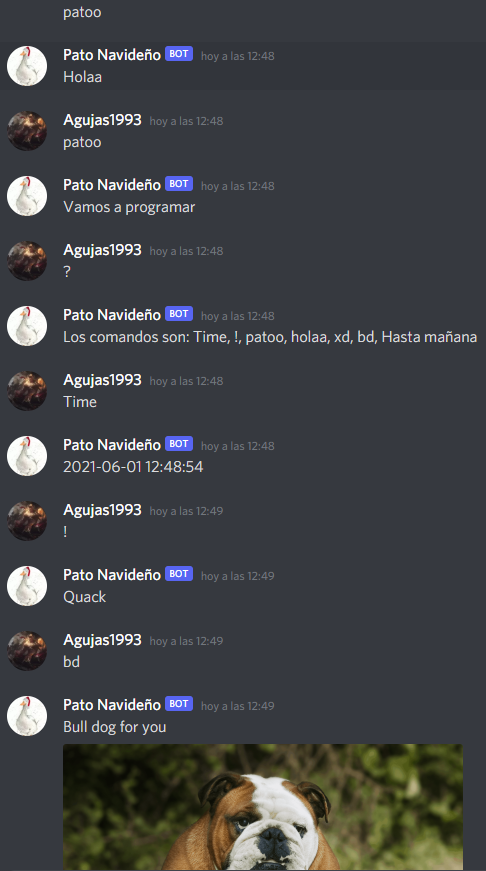 patoo
Pato Navideño BOT hoy a las 12:48
Holaa
Agujas1993 hoy a las 12:48
patoo
Pato Navideño BOT hoy a las 12:48
Vamos a programar
Agujas1993 hoy a las 12:48
?
Pato Navideño BOT hoy a las 12:48
Los comandos son: Time, !, patoo, holaa, xd, bd, Hasta mañana
Agujas1993 hoy a las 12:48
Time
Pato Navideño BOT hoy a las 12:48
2021-06-01 12:48:54
Agujas1993 hoy a las 12:49
!
Pato Navideño BOT hoy a las 12:49
Quack
Agujas1993 hoy a las 12:49
bd
Pato Navideño BOT hoy a las 12:49
Bull dog for you